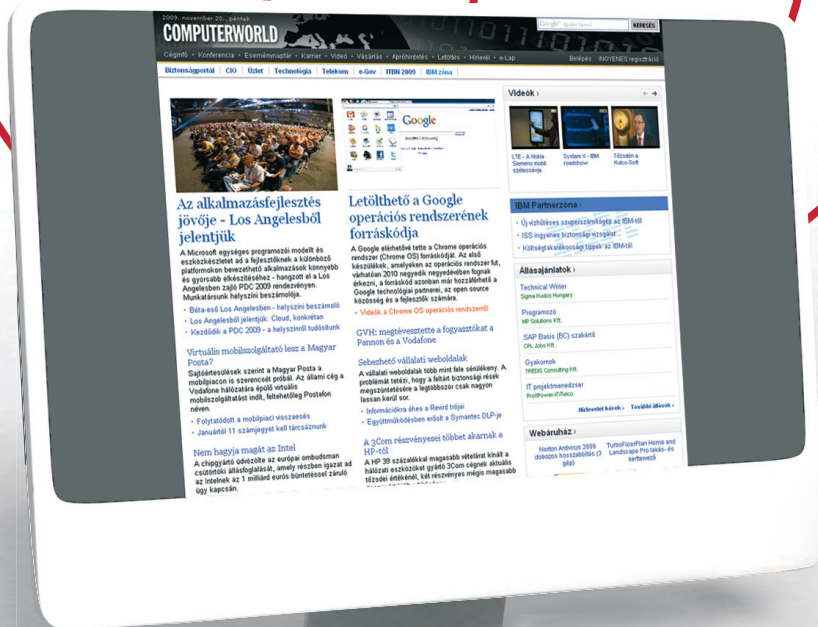 2009. november 20., péntek
COMPUTERWORLD
KERESÉS
Céginfó • Konferencia • Eseménynaptár • Karrier • Videó • Vásárlás • Apróhirdetés • Letöltés • Hírlevél • e-Lap
Belépés INGYENES regisztráció
Biztonságportál | CIO | Üzlet | Technológia | Telekom | e-Gov | ITBN 2009 | IBM zóna
Google
Az alkalmazásfejlesztés
jövője - Los Angelesből
jelentjük
A Microsoft egységes programozói modellt és
eszközkészletet ad a fejlesztőknek a különböző
platformokon bevezethető alkalmazások könnyebb
és gyorsabb elkészítéséhez - hangzott el a Los
Angelesben zajló PDC 2009 rendezvényen.
Munkatársunk helyszíni beszámolója.
• Béta-eső Los Angelesben - helyszíni beszámoló
• Los Angelesből jelentjük: Cloud, konkrétan
• Kezdődik a PDC 2009 - a helyszínről tudósítunk
Virtuális mobilszolgáltató lesz a Magyar
Posta?
Sajtóértesülések szerint a Magyar Posta a
mobilpiacon is szerencsét próbál. Az állami cég a
Vodafone hálózatára épülő virtuális
mobilszolgáltatást indít, feltehetőleg Postafon
néven.
• Folytatódott a mobilpiaci visszaesés
• Januártól 11 számjegyet kell tárcsáznunk
Nem hagyja magát az Intel
A chipgyártó üdvözölte az európai ombudsman
csütörtöki állásfoglalását, amely részben igazat ad
az Intelnek az 1 milliárd eurós büntetéssel záruló
ügy kapcsán.
Letölthető a Google
operációs rendszerének
forráskódja
A Google elérhetővé tette a Chrome operációs
rendszer (Chrome OS) forráskódját. Az első
készülékek, amelyeken az operációs rendszer fut,
várhatóan 2010 negyedik negyedévében fognak
érkezni, a forráskód azonban már hozzáférhető a
Google technológiai partnerei, az open source
közösség és a fejlesztők számára.
• Videók a Chrome OS operációs rendszerről
GVH: megtévesztette a fogyasztókat a
Pannon és a Vodafone
Sebezhető vállalati weboldalak
A vállalati weboldalak több mint fele sérülékeny. A
problémát tetézi, hogy a feltárt biztonsági rések
megszüntetésére a legtöbbször csak nagyon
lassan kerül sor.
• Információkra éhes a Revird trójai
• Együttműködésben erősít a Symantec DLP-je
A 3Com részvényesei többet akarnak a
HP-tól
A HP 39 százalékkal magasabb vételárat kínált a
hálózati eszközöket gyártó 3Com cégnek aktuális
tőzsdei értékénél, két részvényes mégis magasabb
Videók ›
LTE - A Nokia
Siemens mobil
szélessávja
System X - IBM
roadshow
Tőzsdén a
Kulcs-Soft
IBM Partnerzóna ›
• Új vízhűtéses szuperszámítógép az IBM-től
• ISS ingyenes biztonsági vizsgálat
• Költségtakarékossági tippek az IBM-től
Állásajánlatok ›
Technical Writer
Sigma Kudos Hungary
Programozó
MP Solutions Kft.
SAP Basis (BC) szakértő
CPL Jobs Kft.
Gyakornok
TREDIS Consulting Kft.
IT projektmenedzser
ProfiPower-IT/Telco
Hírlevelet kérek › További állások ›
Webáruház ›
Norton Antivirus 2009
dobozos hosszabbítás (3
gép)
TurboFloorPlan Home and
Landscape Pro lakás- és
kerttervező